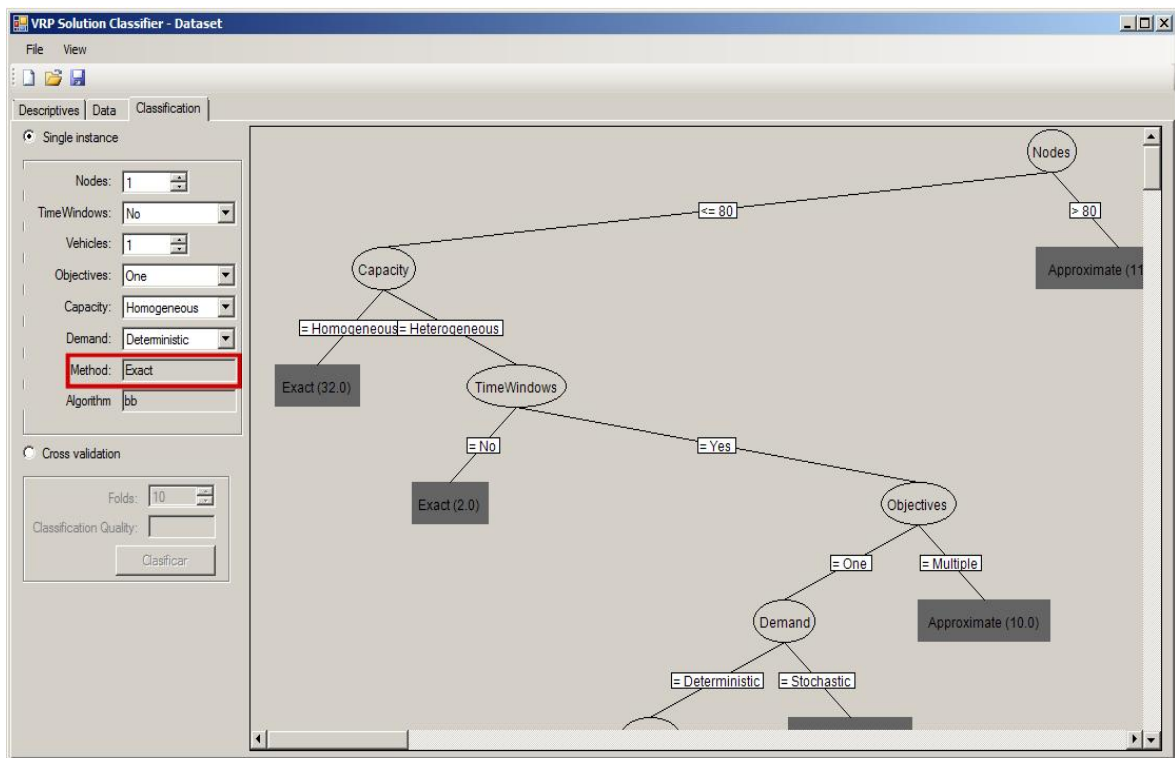 VRP Solution Classifier - Dataset
File View
Descriptives Data Classification
Single instance
Nodes: 1
TimeWindows: No
Vehicles: 1
Objectives: One
Capacity: Homogeneous
Demand: Deterministic
Method: Exact
Algorithm bb
Cross validation
Folds: 10
Classification Quality:
Clasificar
Nodes
<= 80
> 80
Capacity
Approximate (11
= Homogeneous
= Heterogeneous
Exact (32.0)
TimeWindows
= No
= Yes
Exact (2.0)
Objectives
= One
= Multiple
Demand
Approximate (10.0)
= Deterministic
= Stochastic